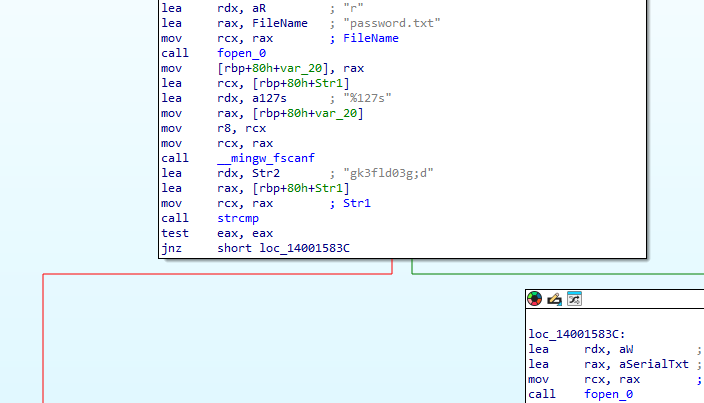 lea rdx, aR ; "r"
lea rax, FileName ; "password.txt"
mov rcx, rax ; FileName
call fopen_0
mov [rbp+80h+var_20], rax
lea rcx, [rbp+80h+Str1]
lea rdx, a127s ; "%127s"
mov rax, [rbp+80h+var_20]
mov r8, rcx
mov rcx, rax
call __mingw_fscanf
lea rdx, Str2 ; "gk3fld03g;d"
lea rax, [rbp+80h+Str1]
mov rcx, rax ; Str1
call strcmp
test eax, eax
jnz short loc_14001583C
loc_14001583C:
lea rdx, aW ;
lea rax, aSerialTxt ;
mov rcx, rax ;
call fopen_0